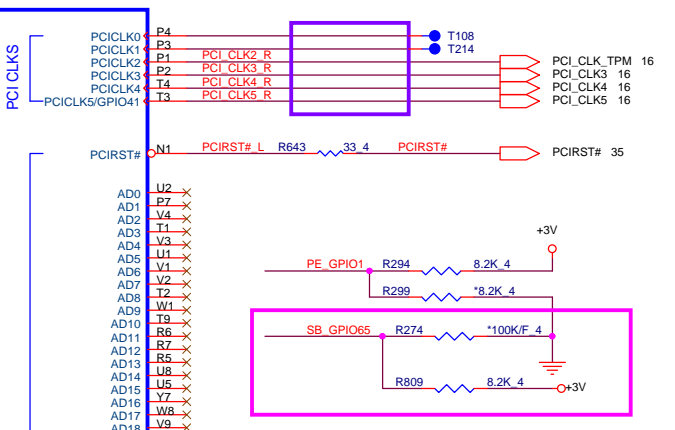 PCI CLKS
PCICLK0 P4 T108
PCICLK1 P3 T214
PCICLK2 P1 PCI_CLK2_R PCI_CLK_TPM 16
PCICLK3 P2 PCI_CLK3_R PCI_CLK3 16
PCICLK4 T4 PCI_CLK4_R PCI_CLK4 16
PCICLK5/GPIO41 T3 PCI_CLK5_R PCI_CLK5 16
PCIRST# N1 PCIRST#_L R643 33_4 PCIRST# PCIRST# 35
AD0 U2
AD1 P7
AD2 V4
AD3 T1
AD4 V3
AD5 U1
AD6 V1
AD7 V2
AD8 T2
AD9 W1
AD10 T9
AD11 R6
AD12 R7
AD13 R5
AD14 U8
AD15 U5
AD16 Y7
AD17 W8
AD18 V9
+3V
PE_GPIO1 R294 8.2K_4
R299 *8.2K_4
SB_GPIO65 R274 *100K/F_4
R809 8.2K_4 +3V